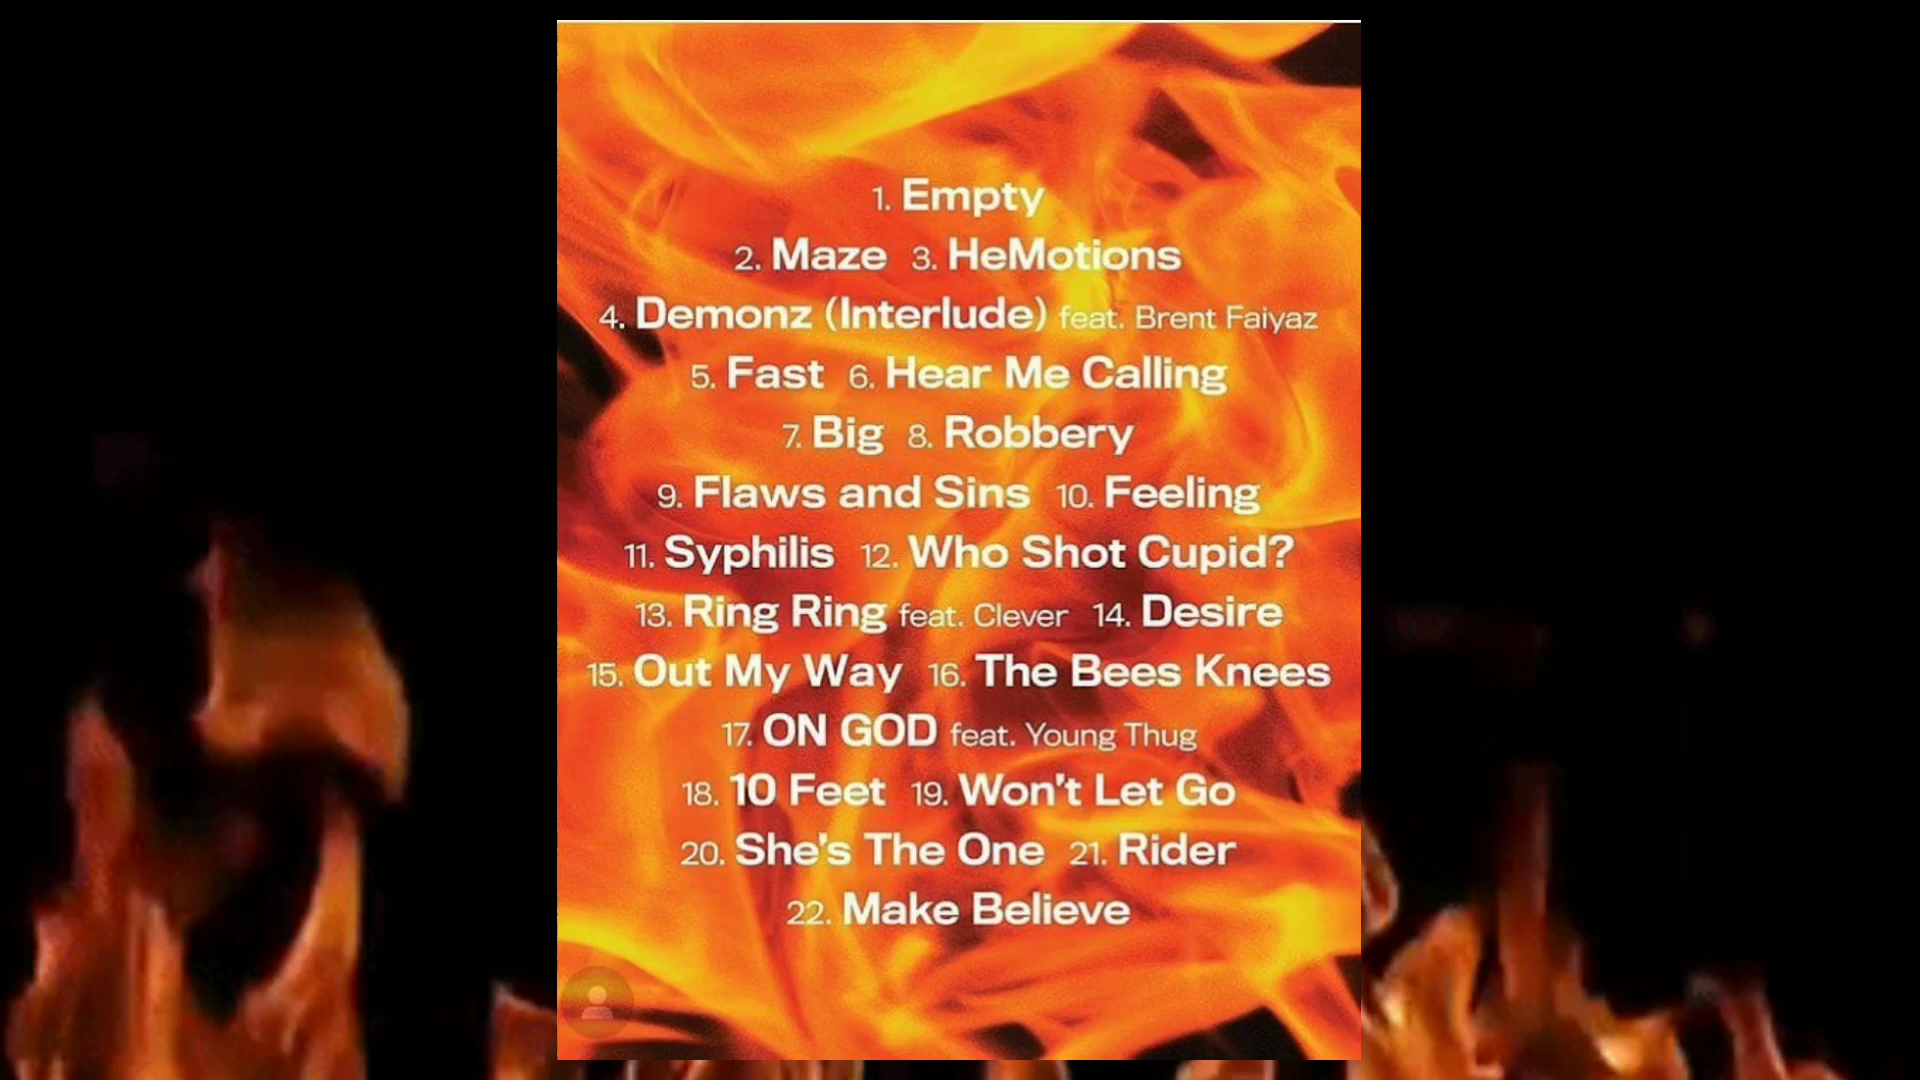 1. Empty
2. Maze 3. HeMotions
4. Demonz (Interlude) feat. Brent Faiyaz
5. Fast 6. Hear Me Calling
7. Big 8. Robbery
9. Flaws and Sins 10. Feeling
11. Syphilis 12. Who Shot Cupid?
13. Ring Ring feat. Clever 14. Desire
15. Out My Way 16. The Bees Knees
17. ON GOD feat. Young Thug
18. 10 Feet 19. Won't Let Go
20. She's The One 21. Rider
22. Make Believe